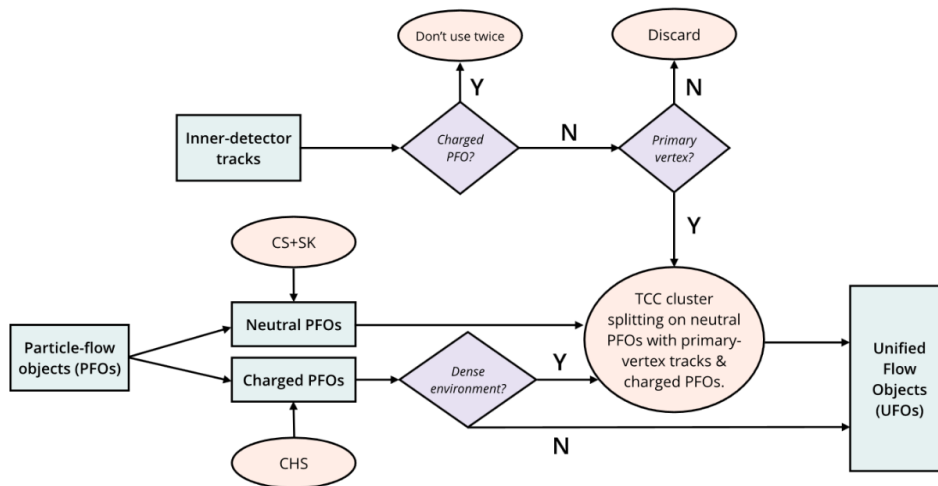 Don't use twice
Discard
Y
N
Inner-detector
tracks
Charged
PFO?
N
Primary
vertex?
Y
CS+SK
Neutral PFOs
TCC cluster
splitting on neutral
PFOs with primary-
vertex tracks &
charged PFOs.
Particle-flow
objects (PFOs)
Charged PFOs
Dense
environment?
Y
N
Unified
Flow
Objects
(UFOs)
CHS